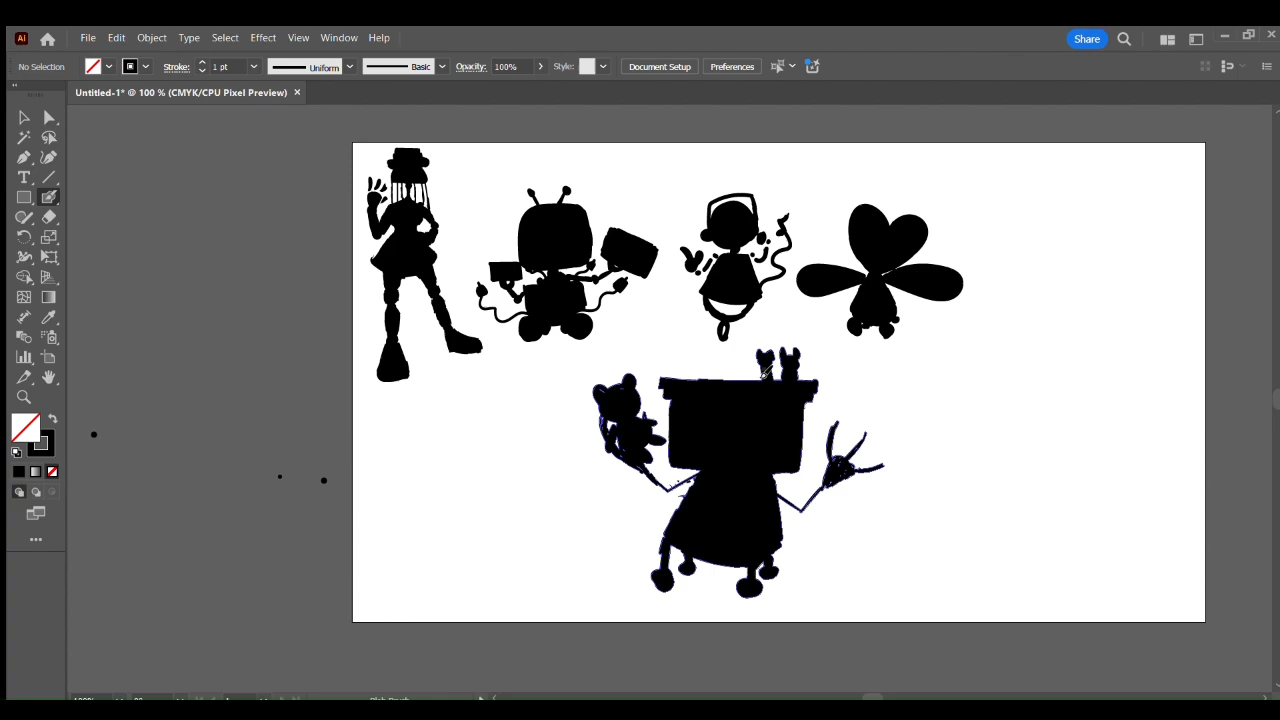 Ai File Edit Object Type Select Effect View Window Help Share
No Selection Stroke: 1 pt Uniform Basic Opacity: 100% Style: Document Setup Preferences
Untitled-1* @ 100 % (CMYK/CPU Pixel Preview) ×